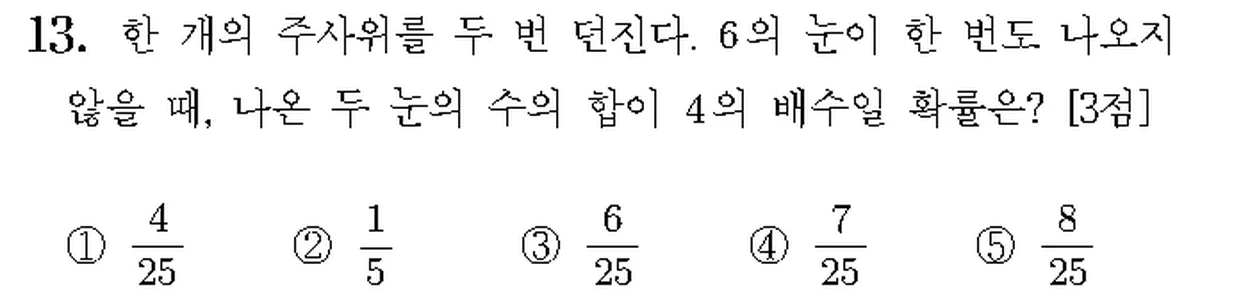 13. 한 개의 주사위를 두 번 던진다. 6의 눈이 한 번도 나오지
않을 때, 나온 두 눈의 수의 합이 4의 배수일 확률은? [3점]
① 4/25 ② 1/5 ③ 6/25 ④ 7/25 ⑤ 8/25